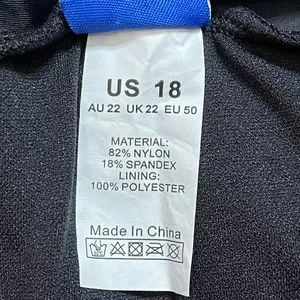 US 18
AU 22 UK 22 EU 50
MATERIAL:
82% NYLON
18% SPANDEX
LINING:
100% POLYESTER
Made In China